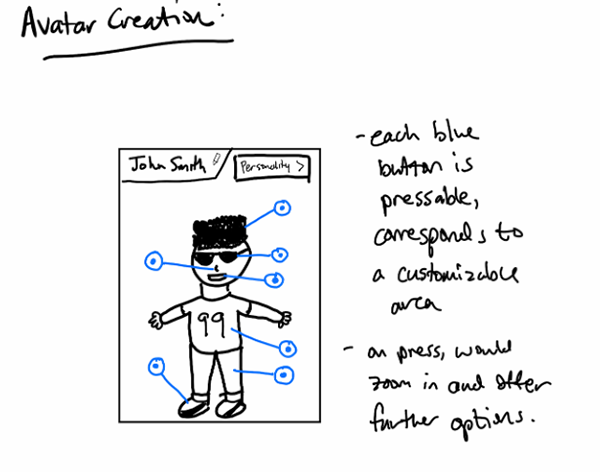 Avatar Creation:
John Smith
Personality >
99
- each blue
button is
pressable,
corresponds to
a customizable
area
- on press, would
zoom in and offer
further options.